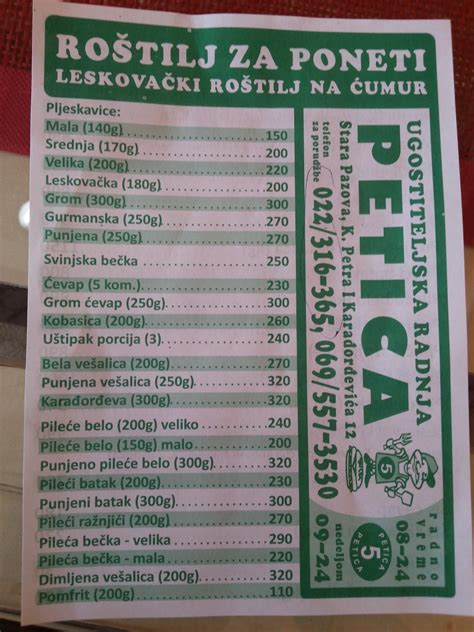 ROŠTILJ ZA PONETI
LESKOVAČKI ROŠTILJ NA ĆUMUR
Pljeskavice:
Mala (140g) 150
Srednja (170g) 200
Velika (200g) 220
Leskovačka (180g) 200
Grom (300g) 300
Gurmanska (250g) 270
Punjena (250g) 270
Svinjska bečka 250
Ćevap (5 kom.) 230
Grom ćevap (250g) 300
Kobasica (200g) 260
Uštipak porcija (3) 240
Bela vešalica (200g) 270
Punjena vešalica (250g) 320
Karađorđeva (300g) 320
Pileće belo (200g) veliko 240
Pileće belo (150g) malo 200
Punjeno pileće belo (300g) 320
Pileći batak (200g) 230
Punjeni batak (300g) 300
Pileći ražnjići (200g) 270
Pileća bečka - velika 290
Pileća bečka - mala 220
Dimljena vešalica (200g) 320
Pomfrit (200g) 110
UGOSTITELJSKA RADNJA
PETICA
Stara Pazova, K. Petra I Karađorđevića 12
telefon
za porudžbe
022/316-365, 069/557-3530
5
radno
vreme
08-24
nedeljom
09-24
PETICA
5
PETICA